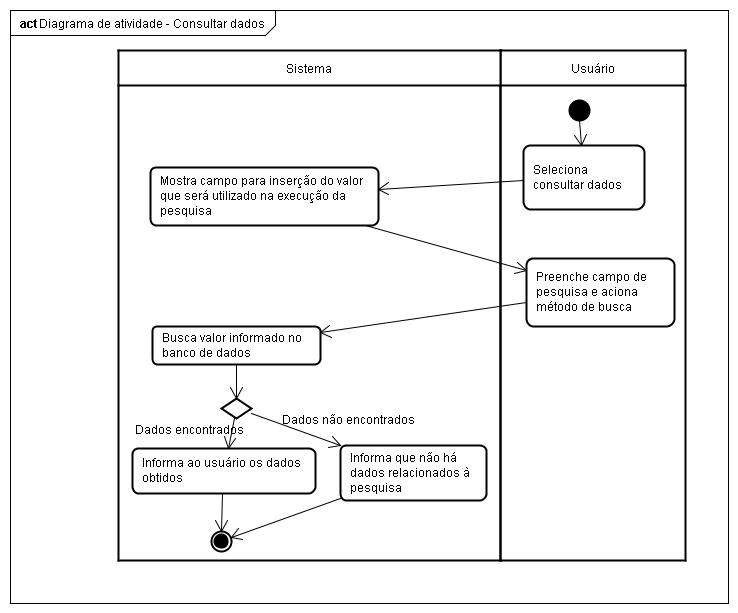 act Diagrama de atividade - Consultar dados
Sistema
Usuário
Seleciona
consultar dados
Mostra campo para inserção do valor
que será utilizado na execução da
pesquisa
Preenche campo de
pesquisa e aciona
método de busca
Busca valor informado no
banco de dados
Dados não encontrados
Dados encontrados
Informa ao usuário os dados
obtidos
Informa que não há
dados relacionados à
pesquisa